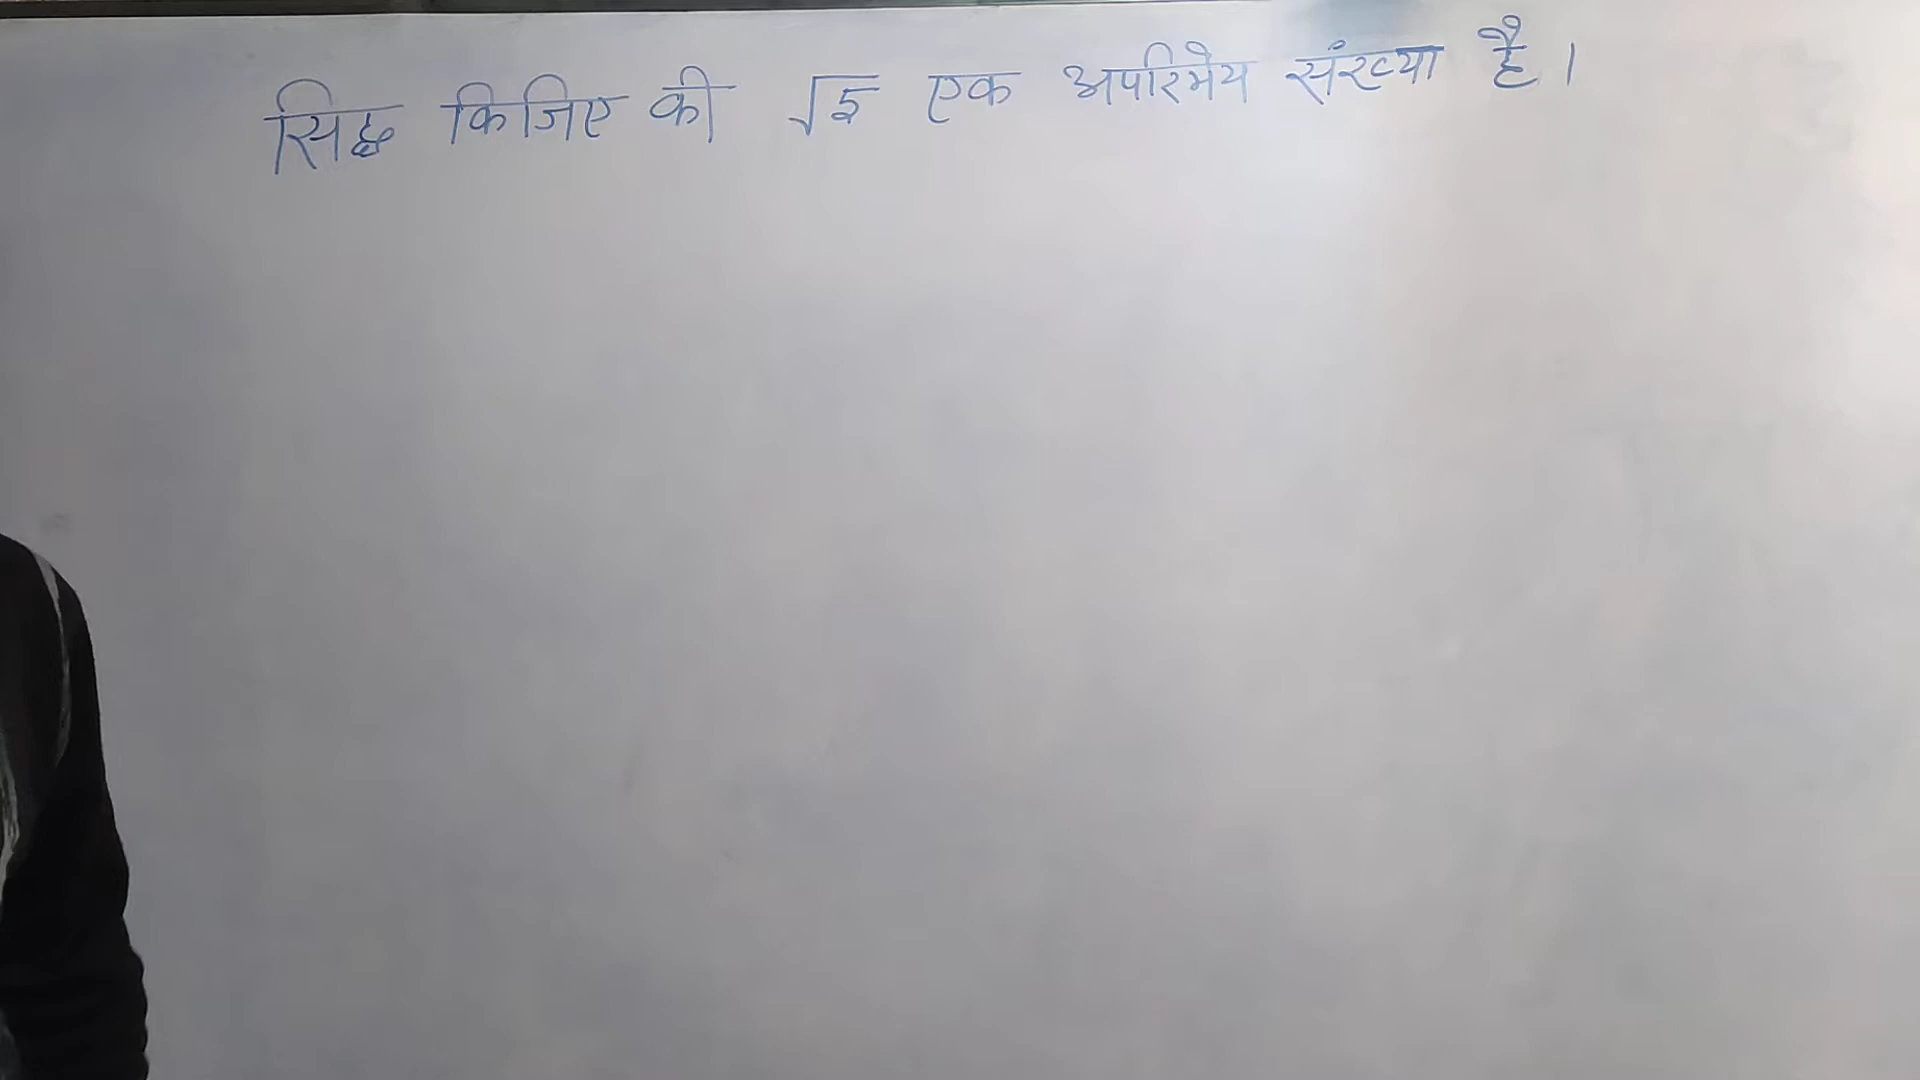 सिद्ध किजिए की √5 एक अपरिमेय संख्या है।